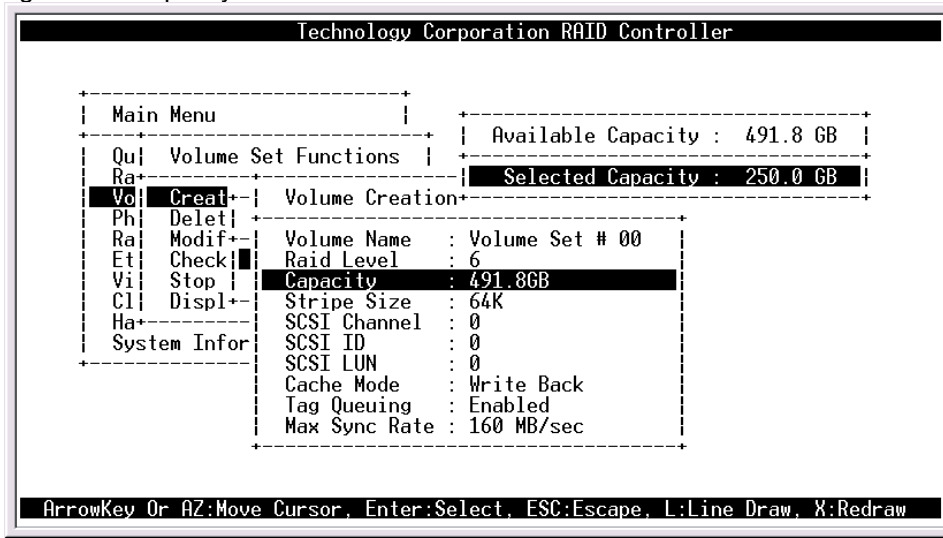 Technology Corporation RAID Controller
Main Menu
Available Capacity : 491.8 GB
Qu
Volume Set Functions
Ra
Selected Capacity : 250.0 GB
Vo
Creat
Volume Creation
Ph
Delet
Ra
Modif
Volume Name : Volume Set # 00
Et
Check
Raid Level : 6
Capacity : 491.8GB
Vi
Stop
Stripe Size : 64K
Cl
Displ
SCSI Channel : 0
Ha
SCSI ID : 0
System Infor
SCSI LUN : 0
Cache Mode : Write Back
Tag Queuing : Enabled
Max Sync Rate : 160 MB/sec
ArrowKey Or AZ:Move Cursor, Enter:Select, ESC:Escape, L:Line Draw, X:Redraw